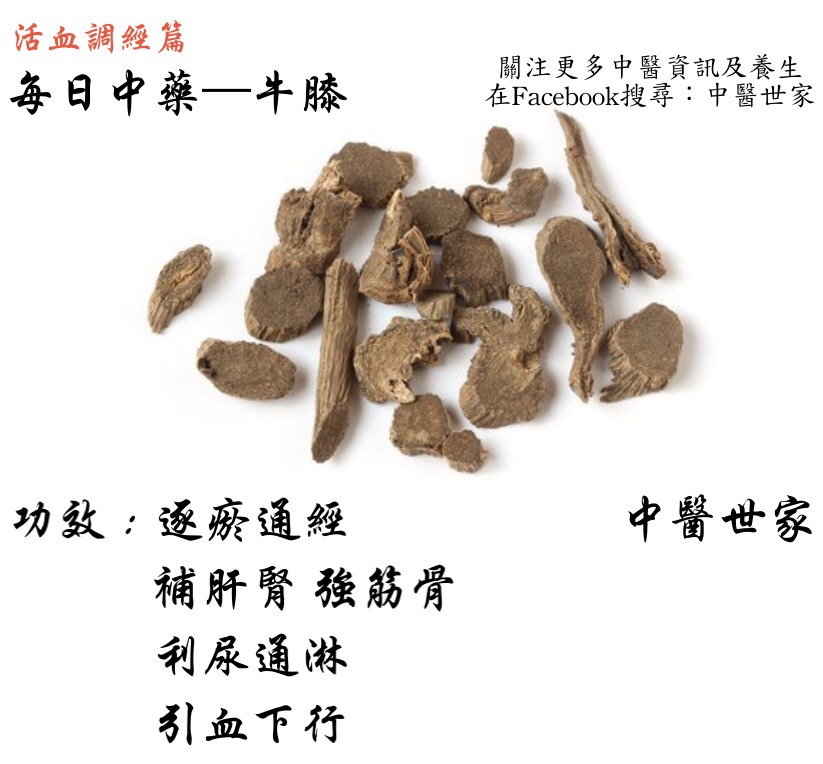 活血調經篇
每日中藥—牛膝
關注更多中醫資訊及養生
在Facebook搜尋：中醫世家
功效：逐瘀通經
中醫世家
補肝腎 強筋骨
利尿通淋
引血下行